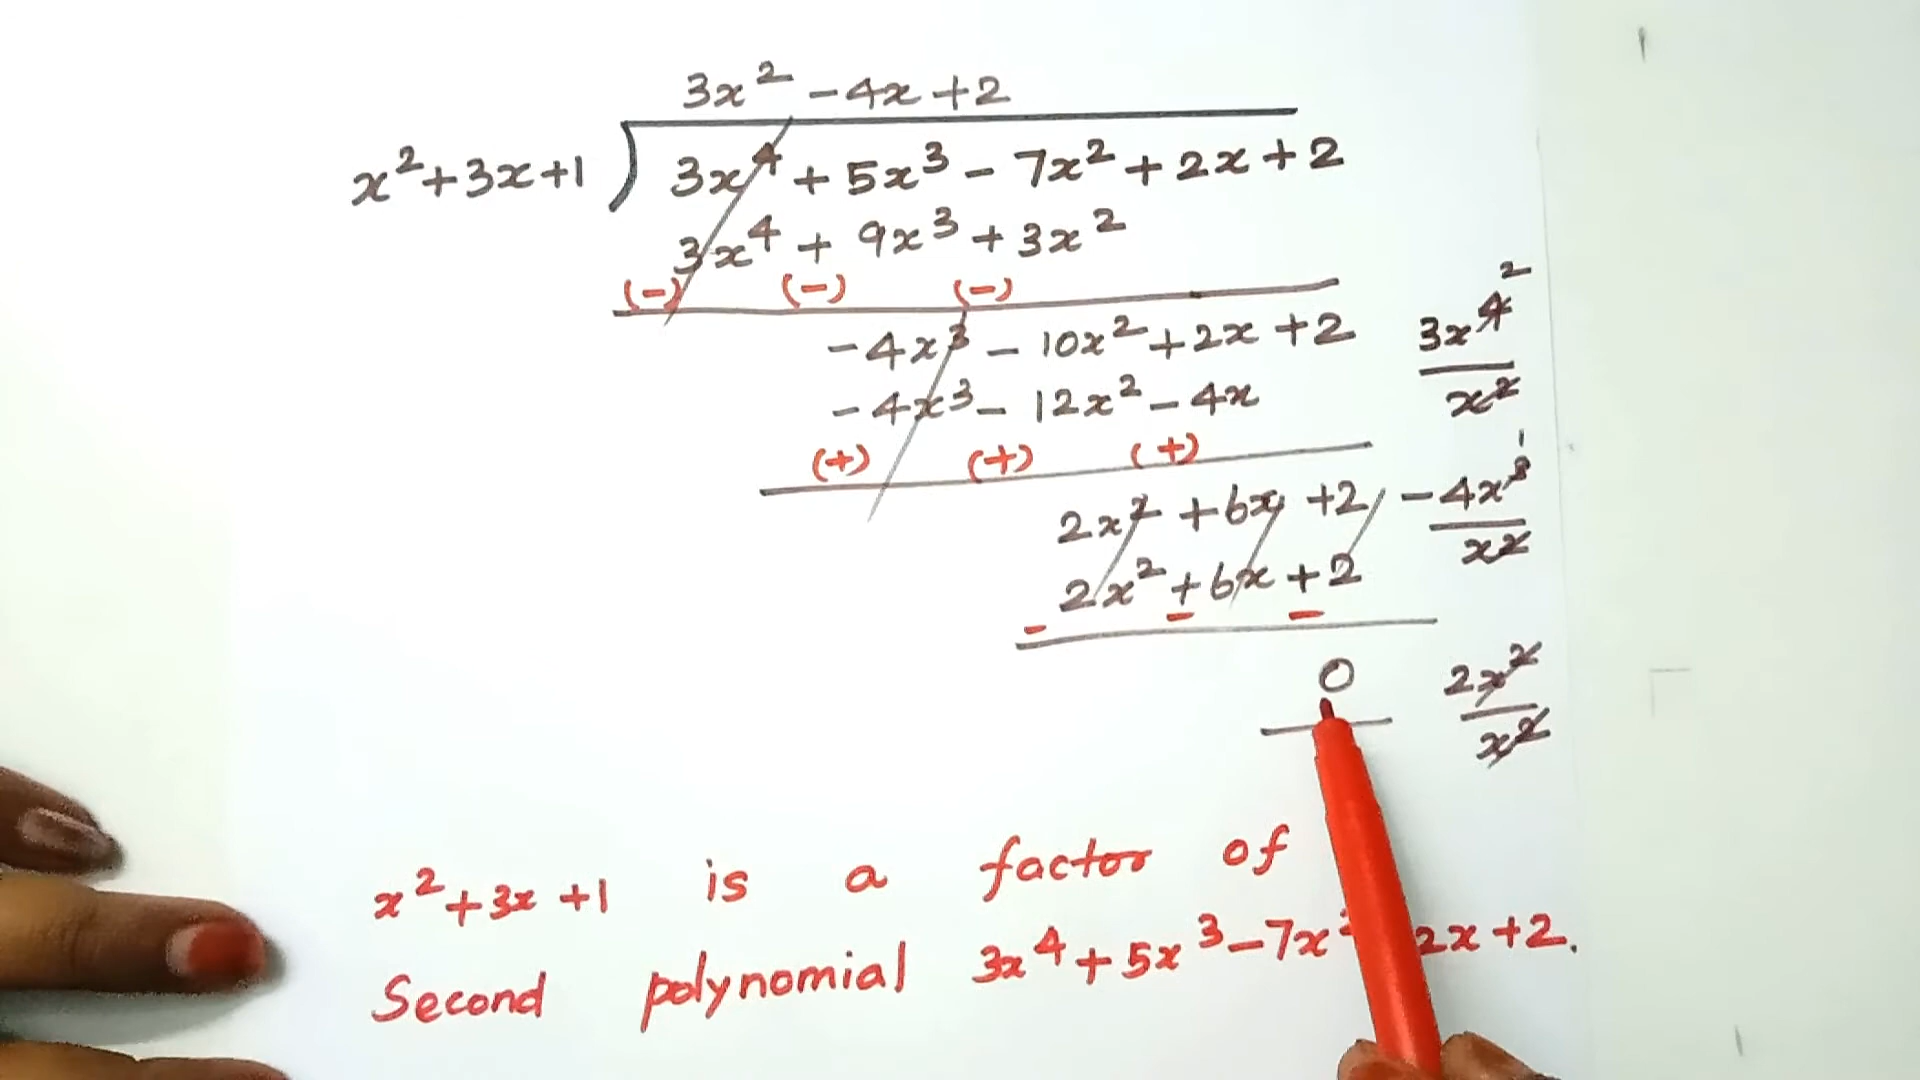 3x² - 4x + 2
x² + 3x + 1 ) 3x⁴ + 5x³ - 7x² + 2x + 2
3x⁴ + 9x³ + 3x²
(-) (-) (-)
-4x³ - 10x² + 2x + 2
-4x³ - 12x² - 4x
(+) (+) (+)
2x² + 6x + 2
2x² + 6x + 2
- - -
0
3x⁴ 2
x²
-4x³ 1
x²
2x²
x²
x² + 3x + 1 is a factor of
Second polynomial 3x⁴ + 5x³ - 7x² 2x + 2.